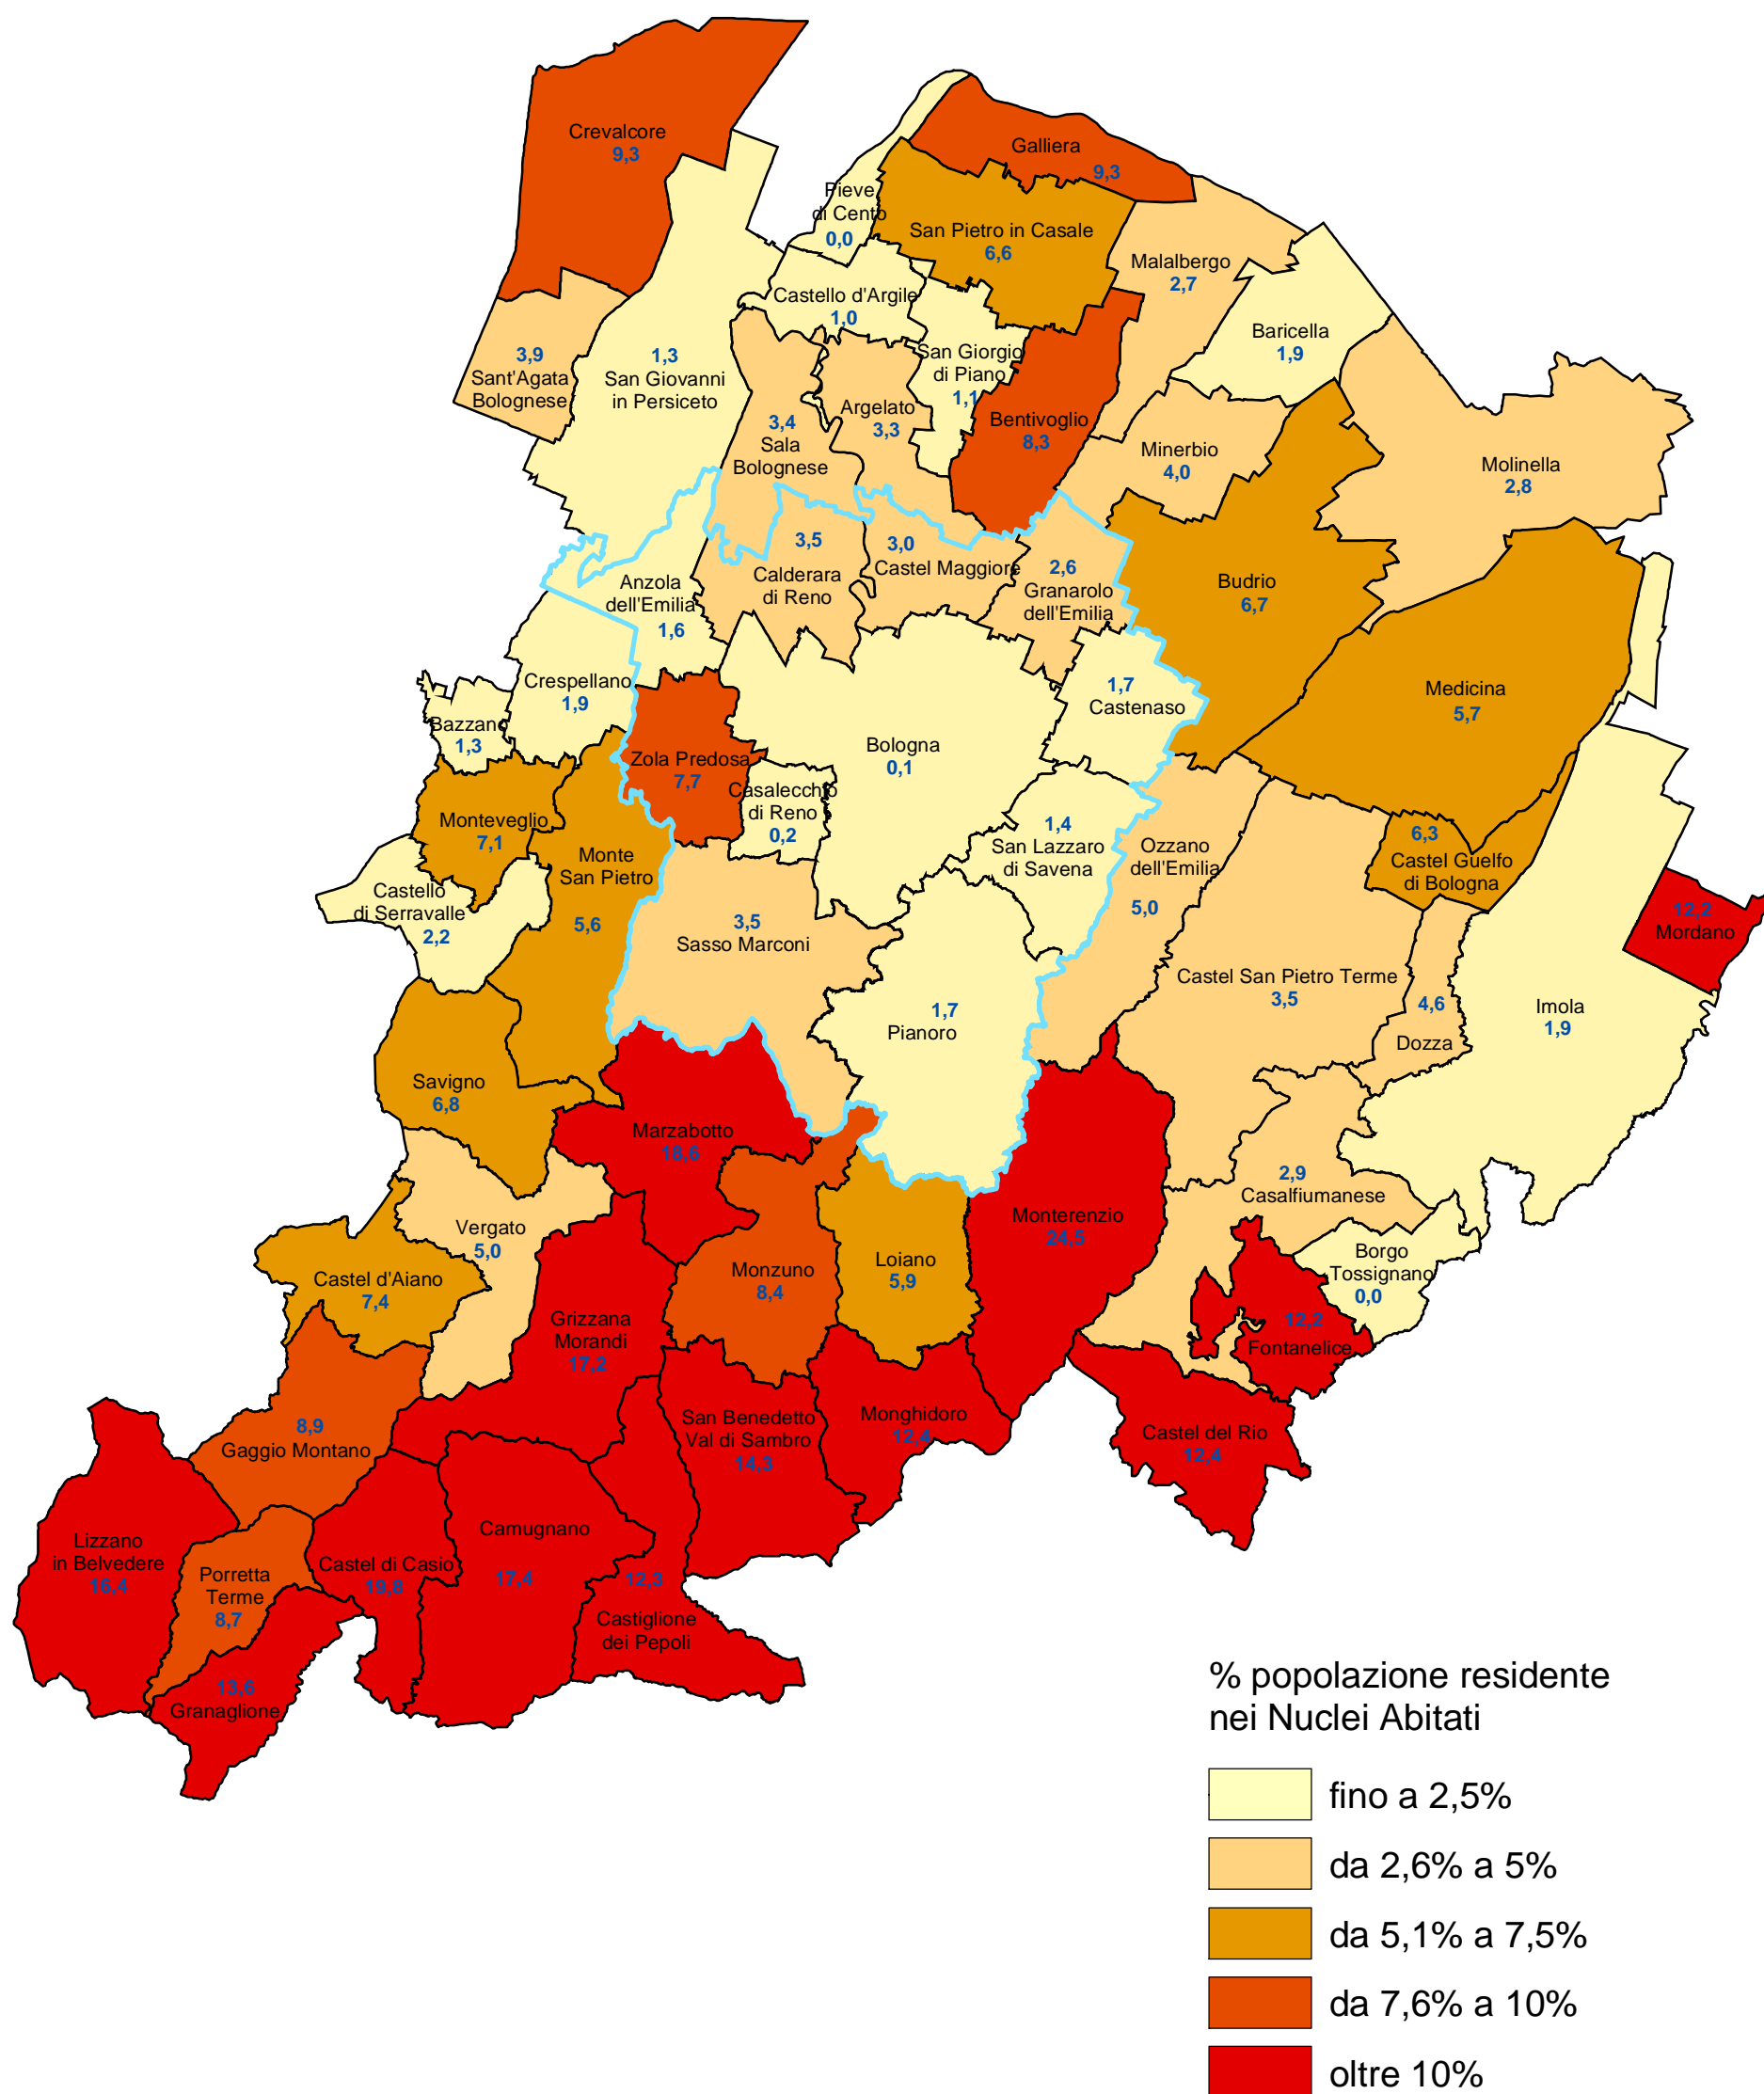 Crevalcore
9,3
Galliera
9,3
Pieve
di Cento
0,0
San Pietro in Casale
6,6
Malalbergo
2,7
Castello d'Argile
1,0
Baricella
1,9
3,9
Sant'Agata
Bolognese
1,3
San Giovanni
in Persiceto
San Giorgio
di Piano
1,1
3,4
Sala
Bolognese
Argelato
3,3
Bentivoglio
8,3
Minerbio
4,0
Molinella
2,8
3,5
Calderara
di Reno
3,0
Castel Maggiore
2,6
Granarolo
dell'Emilia
Anzola
dell'Emilia
1,6
Budrio
6,7
Crespellano
1,9
1,7
Castenaso
Medicina
5,7
Bazzano
1,3
Bologna
0,1
Zola Predosa
7,7
Casalecchio
di Reno
0,2
Monteveglio
7,1
Monte
San Pietro
5,6
1,4
San Lazzaro
di Savena
Ozzano
dell'Emilia
5,0
6,3
Castel Guelfo
di Bologna
Castello
di Serravalle
2,2
3,5
Sasso Marconi
12,2
Mordano
Castel San Pietro Terme
3,5
4,6
Dozza
Imola
1,9
1,7
Pianoro
Savigno
6,8
Marzabotto
18,6
2,9
Casalfiumanese
Vergato
5,0
Monterenzio
24,5
Castel d'Aiano
7,4
Monzuno
8,4
Loiano
5,9
Borgo
Tossignano
0,0
Grizzana
Morandi
17,2
12,2
Fontanelice
8,9
Gaggio Montano
San Benedetto
Val di Sambro
14,3
Monghidoro
12,4
Castel del Rio
12,4
Lizzano
in Belvedere
16,4
Porretta
Terme
8,7
Castel di Casio
19,8
Camugnano
17,4
12,3
Castiglione
dei Pepoli
13,6
Granaglione
% popolazione residente
nei Nuclei Abitati
fino a 2,5%
da 2,6% a 5%
da 5,1% a 7,5%
da 7,6% a 10%
oltre 10%